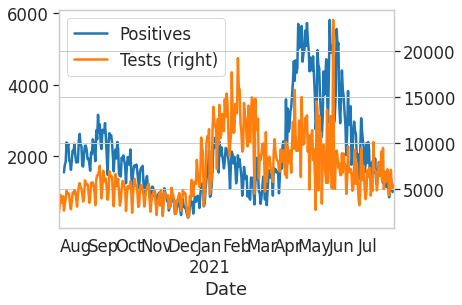 Positives
Tests (right)
6000
4000
2000
20000
15000
10000
5000
Aug Sep Oct Nov Dec Jan Feb Mar Apr May Jun Jul
2021
Date